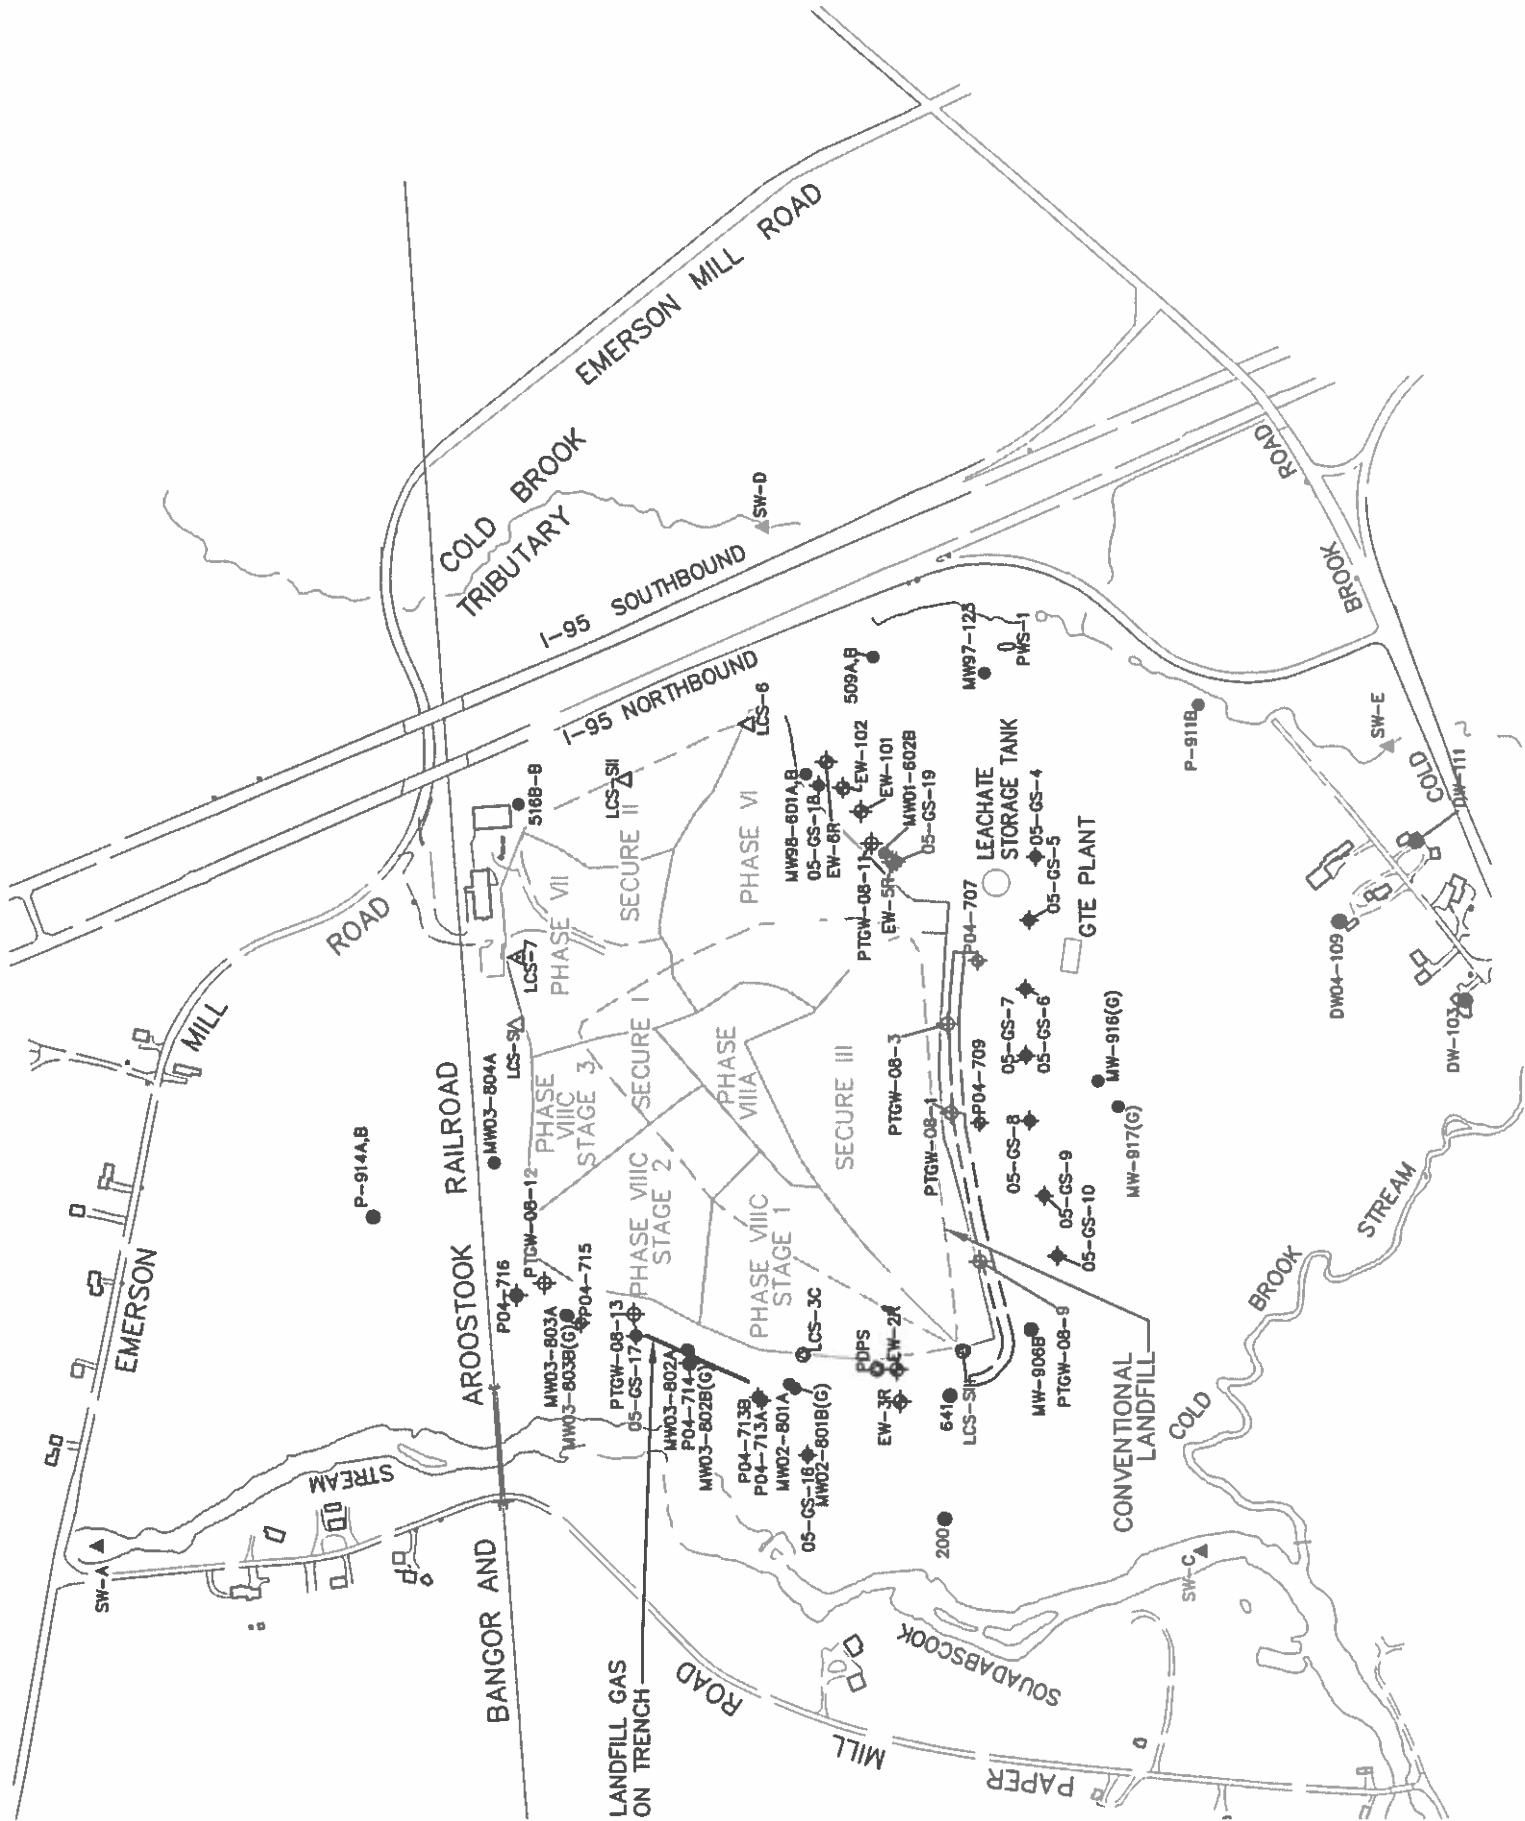 EMERSON MILL ROAD
COLD BROOK
TRIBUTARY
SW-D
I-95 SOUTHBOUND
I-95 NORTHBOUND
ROAD
BROOK
COLD
EMERSON
MILL
ROAD
BANGOR AND
AROOSTOOK
RAILROAD
P-914A,B
MW03-804A
516B-B
LCS-7
LCS-SII
LCS-6
PHASE VII
SECURE II
PHASE VI
PHASE
VIIIC
STAGE 3
SECURE I
PHASE
VIIIA
SECURE III
PHASE VIIIC
STAGE 2
PHASE VIIIC
STAGE 1
P04-716
PTGW-08-12
MW03-803A
MW03-803B(G)
P04-715
PTGW-08-13
05-GS-17
MW03-802A
P04-714
MW03-802B(G)
P04-713B
P04-713A
MW02-801A
05-GS-18
MW02-801B(G)
LCS-3C
PDPS
EW-2R
EW-3R
641
200
MW-906B
PTGW-08-9
CONVENTIONAL
LANDFILL
LANDFILL GAS
ON TRENCH
MW98-601A,B
05-GS-18
EW-6R
EW-102
EW-101
PTGW-08-11
EW-5R
MW01-602B
05-GS-19
509A,B
MW97-123
PWS-1
LEACHATE
STORAGE TANK
05-GS-4
05-GS-5
GTE PLANT
P04-707
PTGW-08-3
05-GS-7
05-GS-6
P04-709
PTGW-08-1
05-GS-8
05-GS-9
05-GS-10
MW-916(G)
MW-917(G)
P-911B
SW-E
DW-111
DW04-109
DW-103
COLD
BROOK
STREAM
SW-A
STREAM
SW-C
SOUADABSCOOK
PAPER
MILL
ROAD